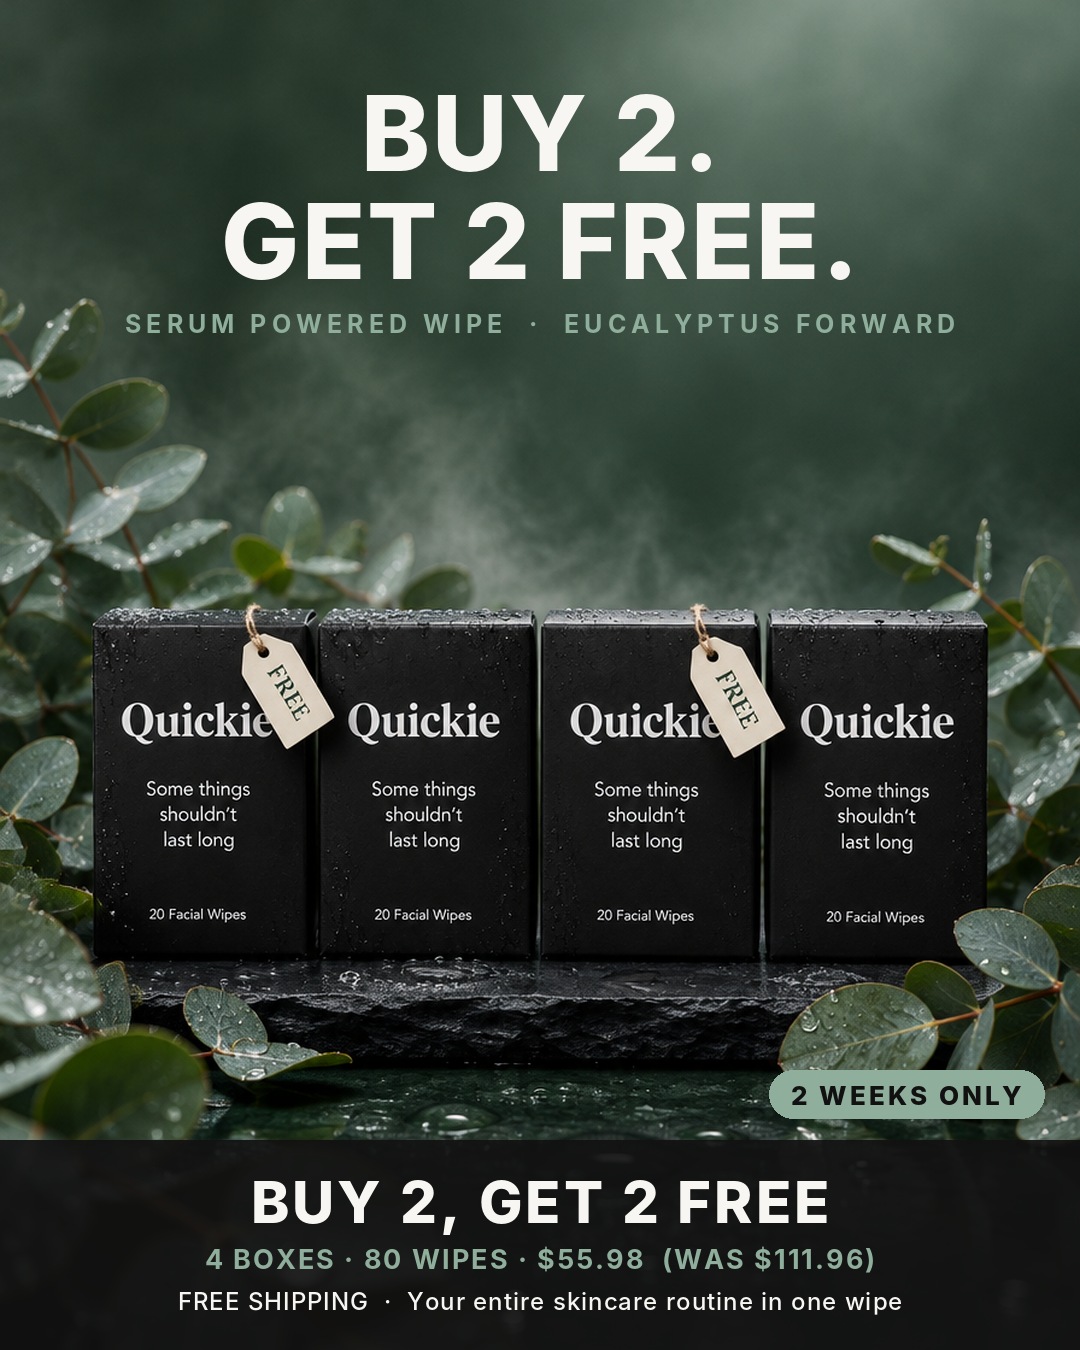 BUY 2.
GET 2 FREE.
SERUM POWERED WIPE · EUCALYPTUS FORWARD
FREE
FREE
Quickie
Some things
shouldn't
last long
20 Facial Wipes
Quickie
Some things
shouldn't
last long
20 Facial Wipes
Quickie
Some things
shouldn't
last long
20 Facial Wipes
Quickie
Some things
shouldn't
last long
20 Facial Wipes
2 WEEKS ONLY
BUY 2, GET 2 FREE
4 BOXES · 80 WIPES · $55.98 (WAS $111.96)
FREE SHIPPING · Your entire skincare routine in one wipe